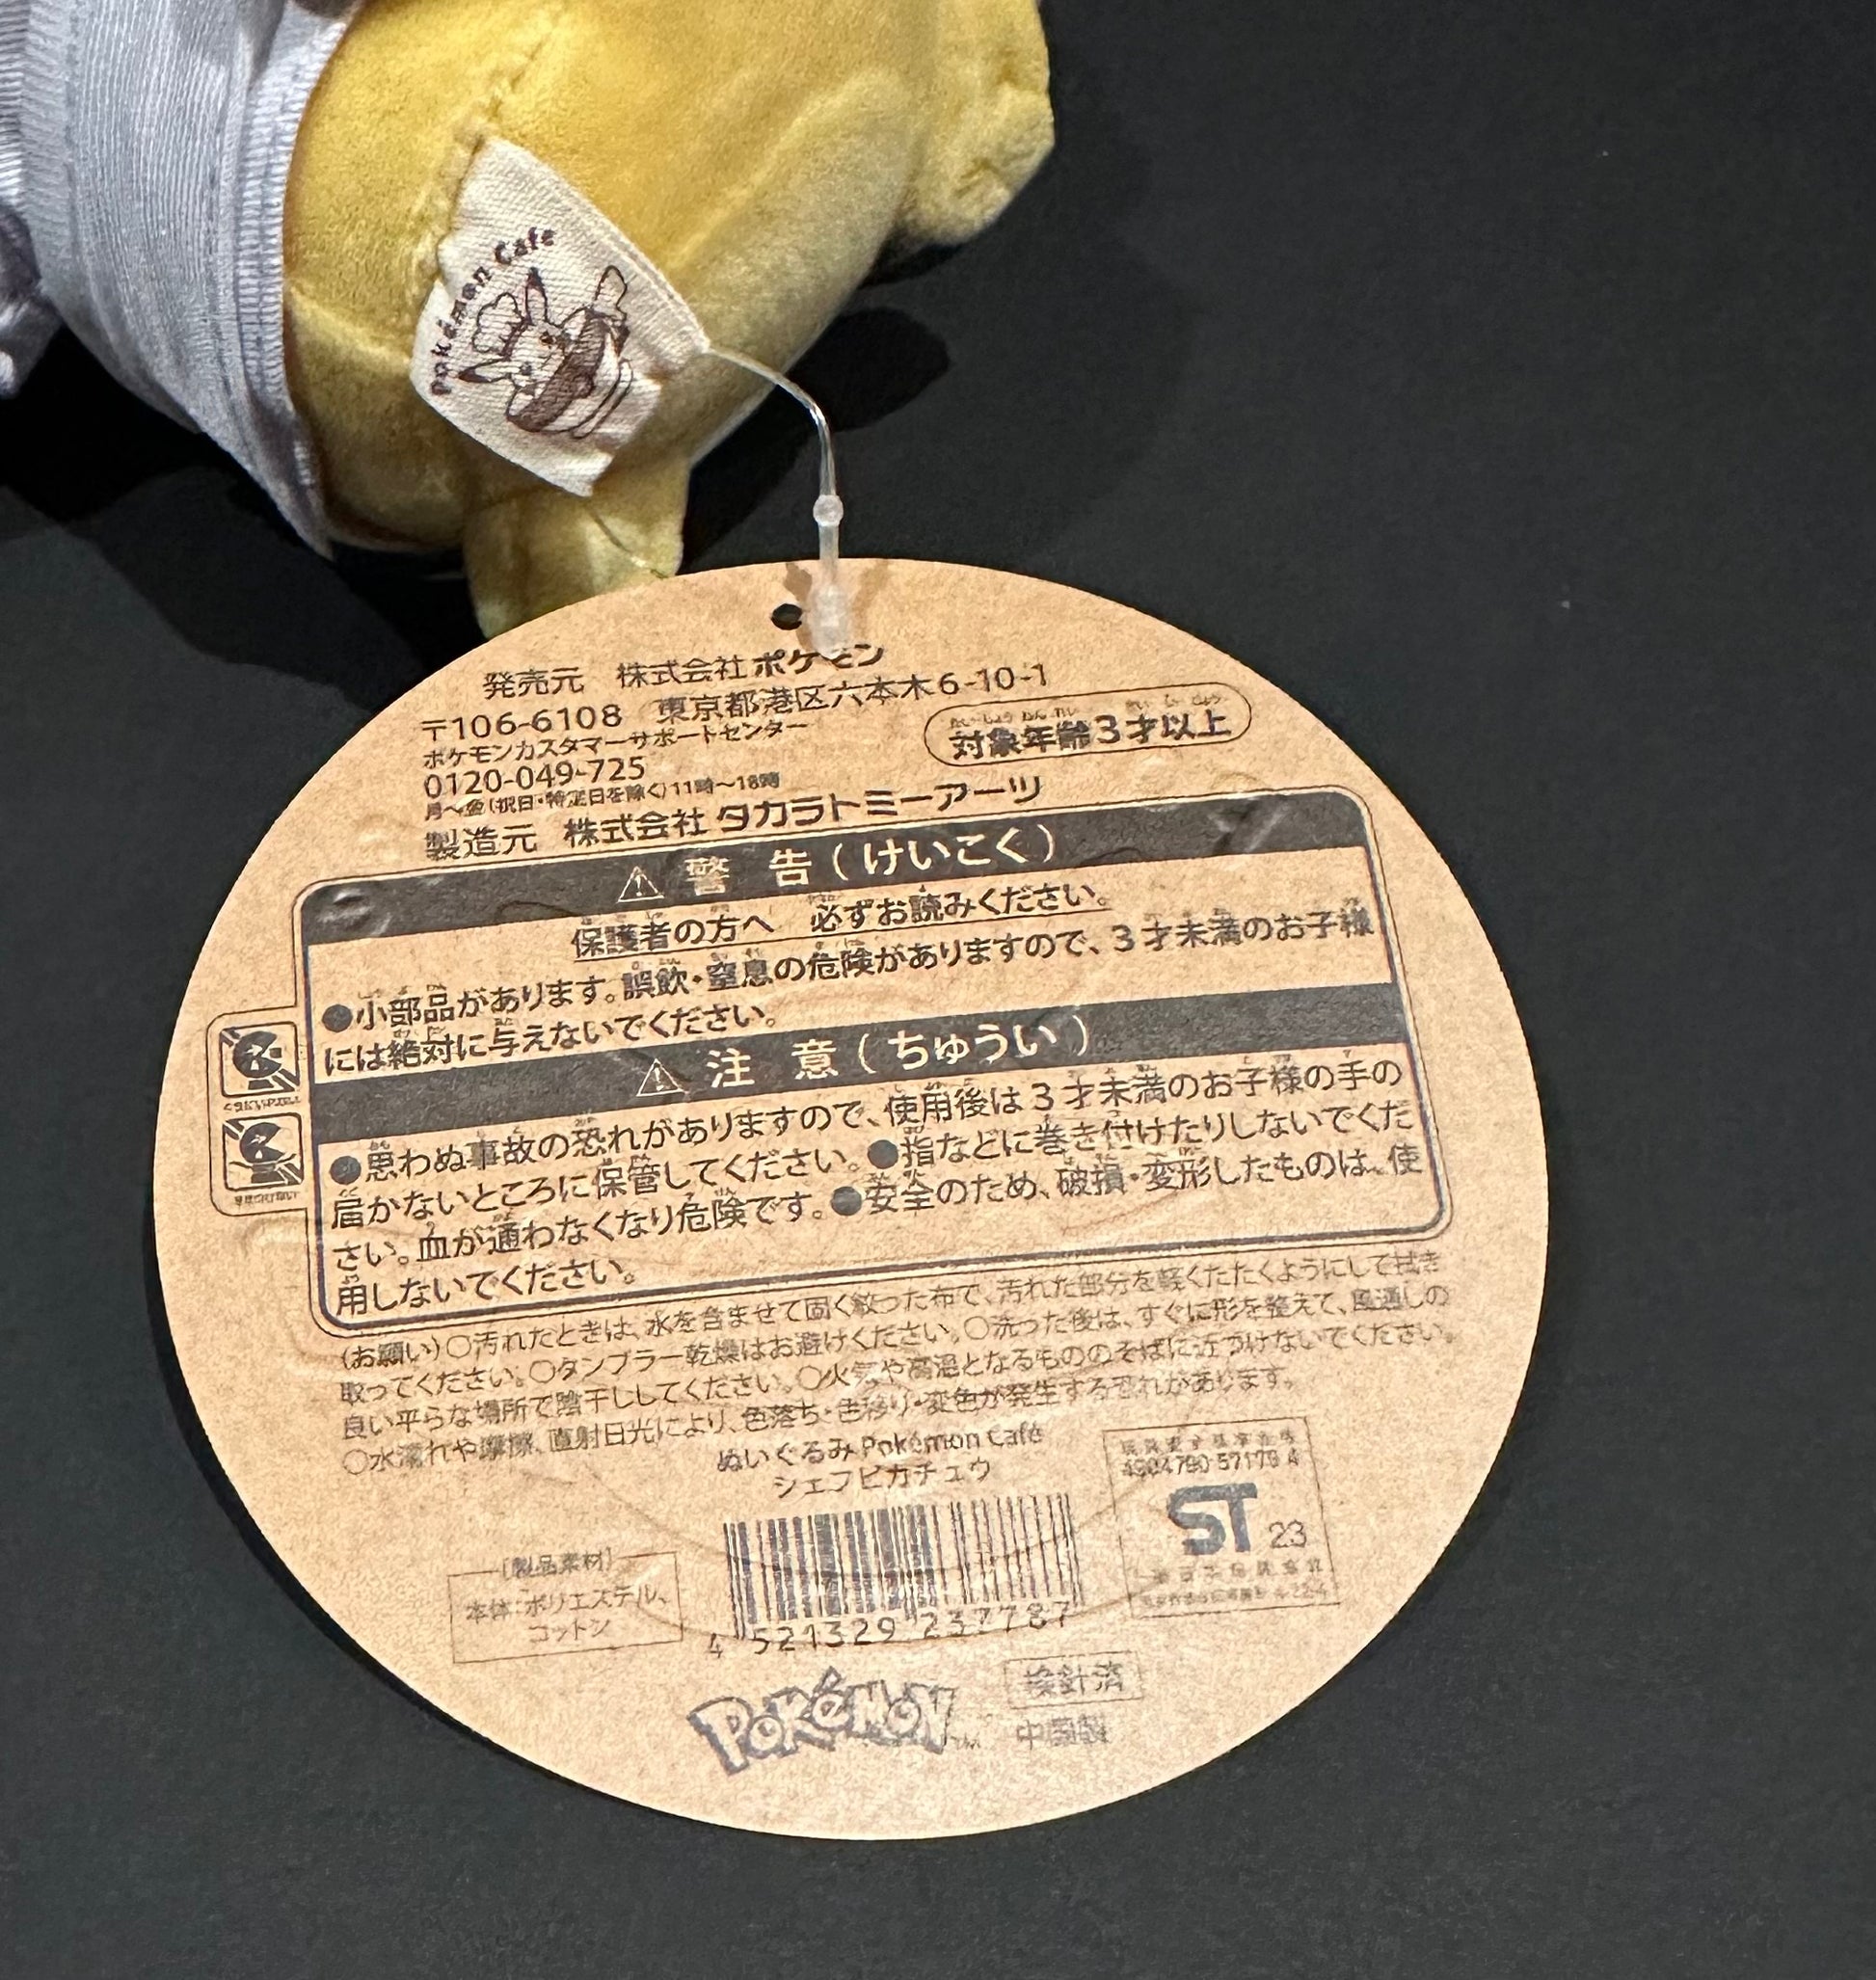 Pokémon Cafe
発売元 株式会社ポケモン
〒106-6108 東京都港区六本木6-10-1
ポケモンカスタマーサポートセンター
0120-049-725
月〜金(祝日・特定日を除く)11時〜18時
対象年齢3才以上
製造元 株式会社タカラトミーアーツ
警告(けいこく)
保護者の方へ 必ずお読みください。
●小部品があります。誤飲・窒息の危険がありますので、3才未満のお子様
には絶対に与えないでください。
注意(ちゅうい)
●思わぬ事故の恐れがありますので、使用後は3才未満のお子様の手の
届かないところに保管してください。●指などに巻き付けたりしないでくだ
さい。血が通わなくなり危険です。●安全のため、破損・変形したものは、使
用しないでください。
(お願い)○汚れたときは、水を含ませて固く絞った布で、汚れた部分を軽くたたくようにして拭き
取ってください。○タンブラー乾燥はお避けください。○洗った後は、すぐに形を整えて、風通しの
良い平らな場所で陰干ししてください。○火気や高温となるもののそばに近づけないでください。
○水濡れや摩擦、直射日光により、色落ち・色移り・変色が発生する恐れがあります。
ぬいぐるみ Pokémon Café
シェフピカチュウ
[製品素材]
本体:ポリエステル、
コットン
4 521329 237787
ST 23
Pokémon™
検針済
中国製